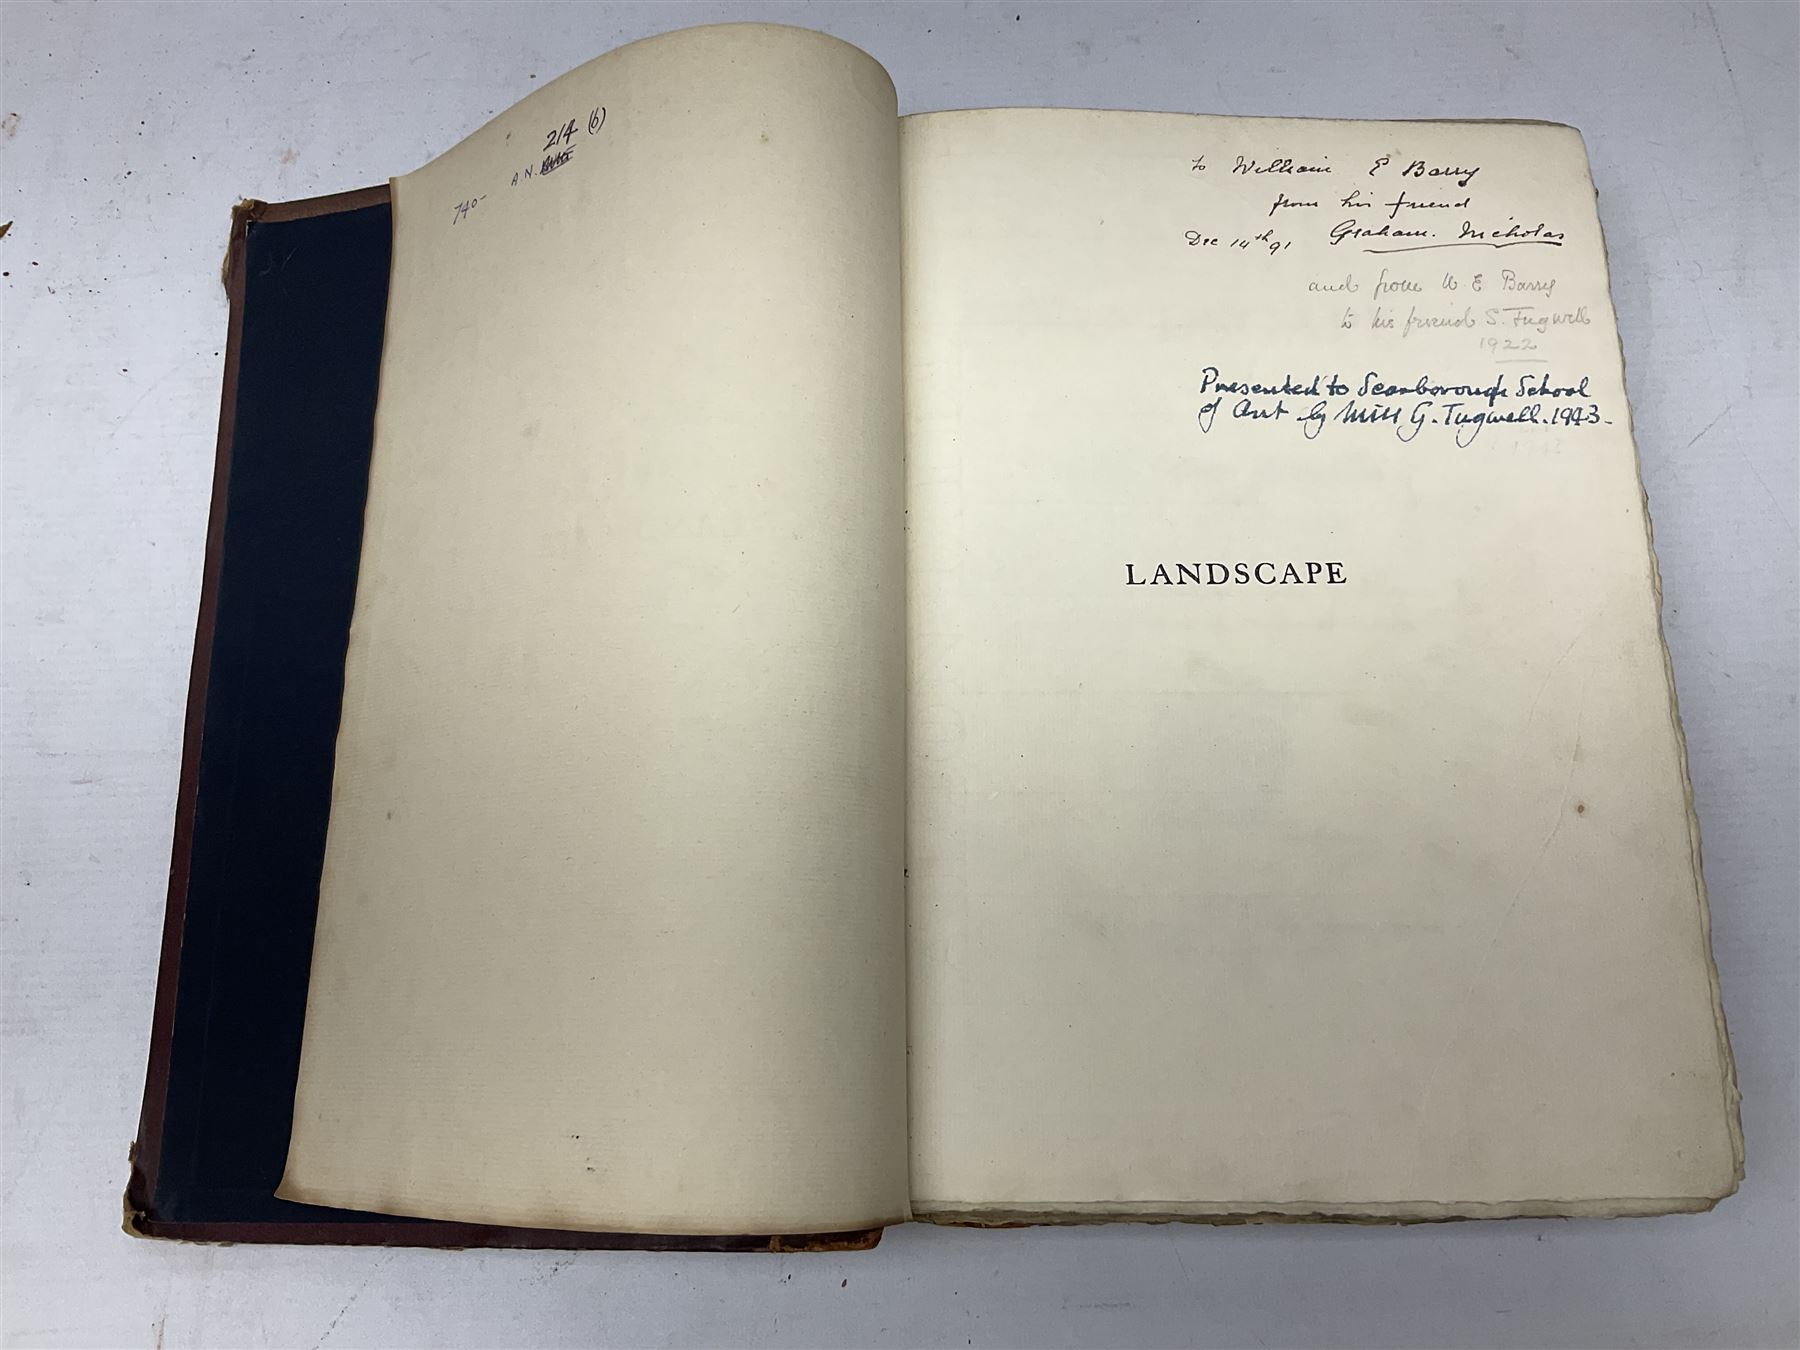 214 (6)
A.N.
740-
to William E Barry
from his friend
Dec 14th 91 Graham. Nicholas
and from W E Barry
to his friend S. Tugwell
1922
Presented to Scarborough School
of Art by Miss G. Tugwell. 1943-
LANDSCAPE